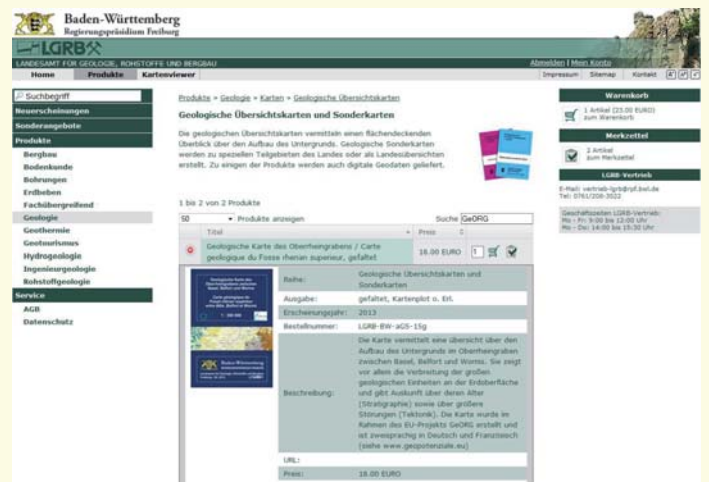 Baden-Württemberg
Regierungspräsidium Freiburg
LGRB
LANDESAMT FÜR GEOLOGIE, ROHSTOFFE UND BERGBAU
Abmelden | Mein Konto
Home Produkte Kartenviewer
Impressum Sitemap Kontakt
Suchbegriff
Neuerscheinungen
Sonderangebote
Produkte
Bergbau
Bodenkunde
Bohrungen
Erdbeben
Fachübergreifend
Geologie
Geothermie
Geotourismus
Hydrogeologie
Ingenieurgeologie
Rohstoffgeologie
Service
AGB
Datenschutz
Produkte » Geologie » Karten » Geologische Übersichtskarten
Geologische Übersichtskarten und Sonderkarten
Die geologischen Übersichtskarten vermitteln einen flächendeckenden
Überblick über den Aufbau des Untergrunds. Geologische Sonderkarten
werden zu speziellen Teilgebieten des Landes oder als Landesübersichten
erstellt. Zu einigen der Produkte werden auch digitale Geodaten geliefert.
1 bis 2 von 2 Produkte
50 Produkte anzeigen
Suche GeORG
Titel Preis
Geologische Karte des Oberrheingrabens / Carte
geologique du Fosse rhenan superieur, gefaltet
18.00 EURO 1
Reihe: Geologische Übersichtskarten und
Sonderkarten
Ausgabe: gefaltet, Kartenplot o. Erl.
Erscheinungsjahr: 2013
Bestellnummer: LGRB-BW-aGS-15g
Beschreibung: Die Karte vermittelt eine übersicht über den
Aufbau des Untergrunds im Oberrheingraben
zwischen Basel, Belfort und Worms. Sie zeigt
vor allem die Verbreitung der großen
geologischen Einheiten an der Erdoberfläche
und gibt Auskunft über deren Alter
(Stratigraphie) sowie über größere
Störungen (Tektonik). Die Karte wurde im
Rahmen des EU-Projekts GeORG erstellt und
ist zweisprachig in Deutsch und Französisch
(siehe www.geopotenziale.eu)
URL:
Preis: 18.00 EURO
Warenkorb
1 Artikel (23.00 EURO)
zum Warenkorb
Merkzettel
2 Artikel
zum Merkzettel
LGRB-Vertrieb
E-Mail: vertrieb-lgrb@rpf.bwl.de
Tel: 0761/208-3022
Geschäftszeiten LGRB-Vertrieb:
Mo - Fr: 9:00 bis 12:00 Uhr
Mo - Do: 14:00 bis 15:30 Uhr